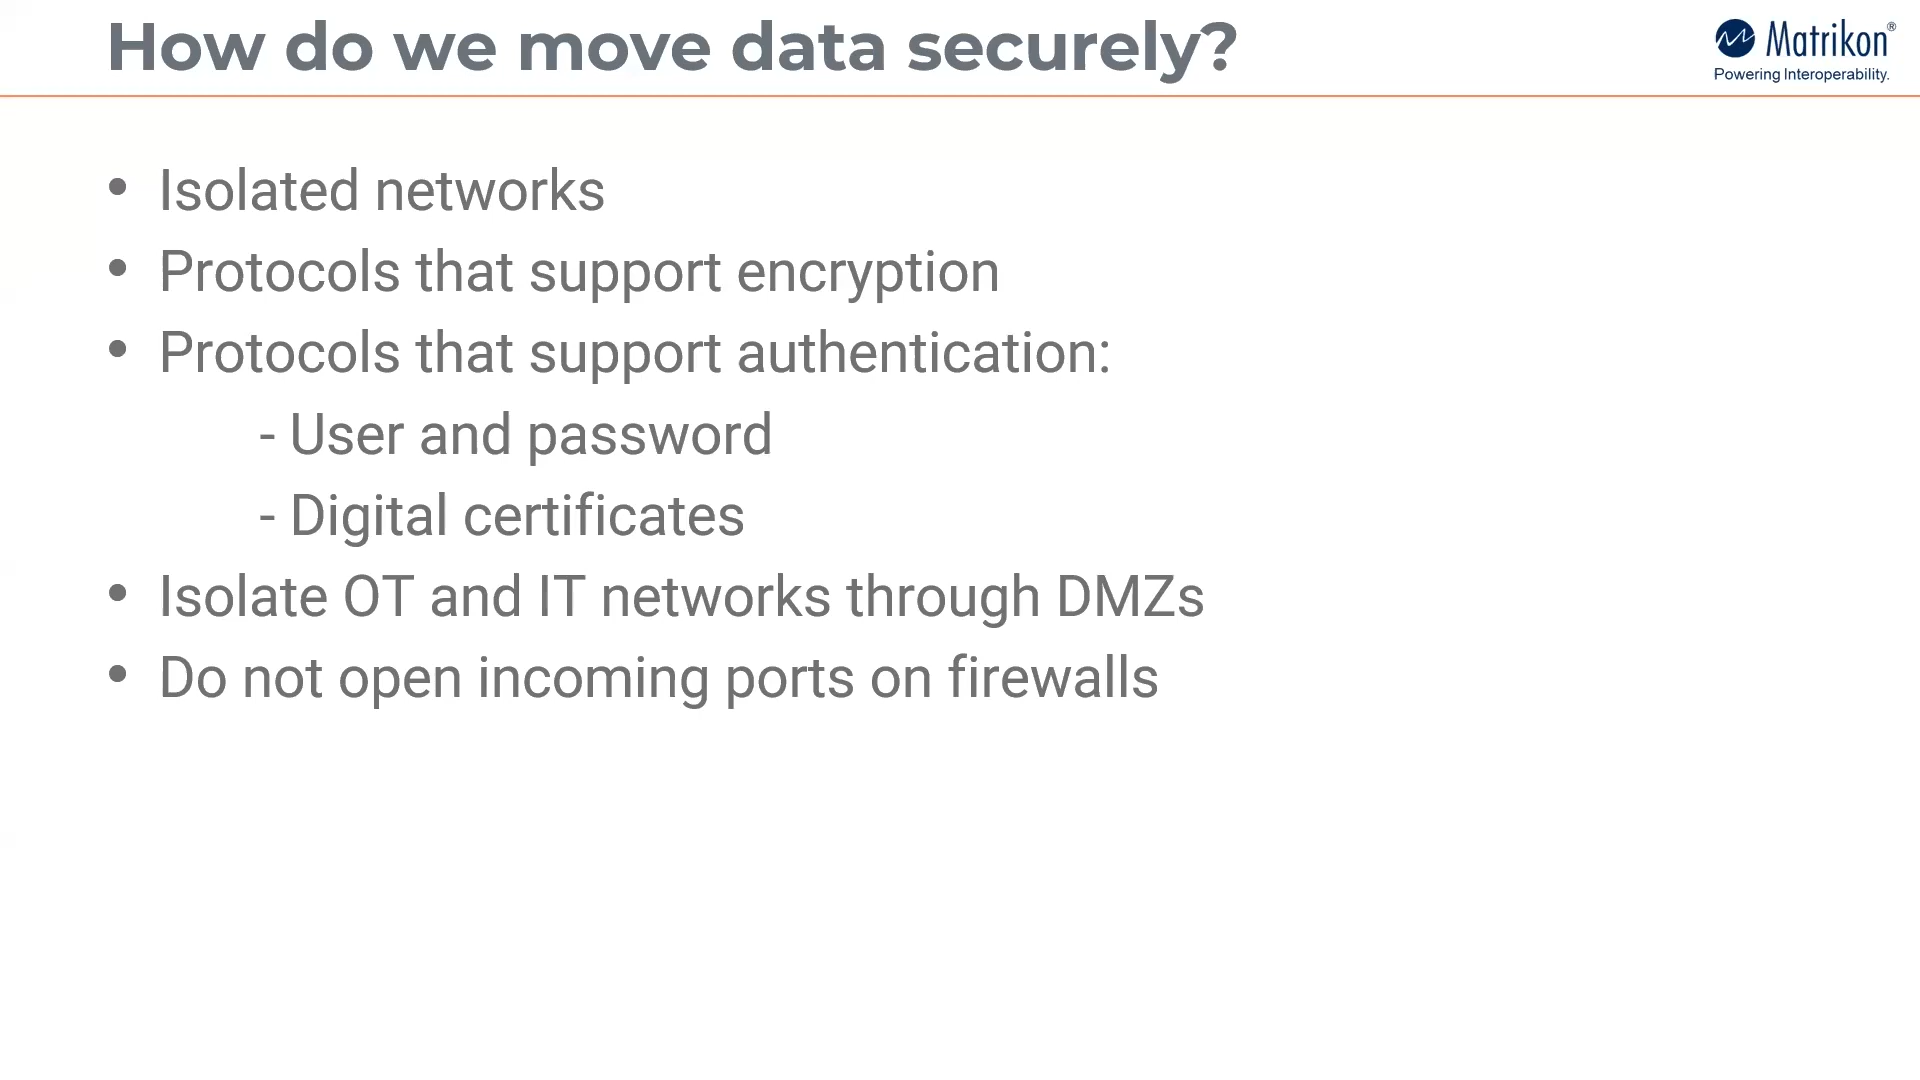 How do we move data securely?
Matrikon®
Powering Interoperability.
• Isolated networks
• Protocols that support encryption
• Protocols that support authentication:
- User and password
- Digital certificates
• Isolate OT and IT networks through DMZs
• Do not open incoming ports on firewalls